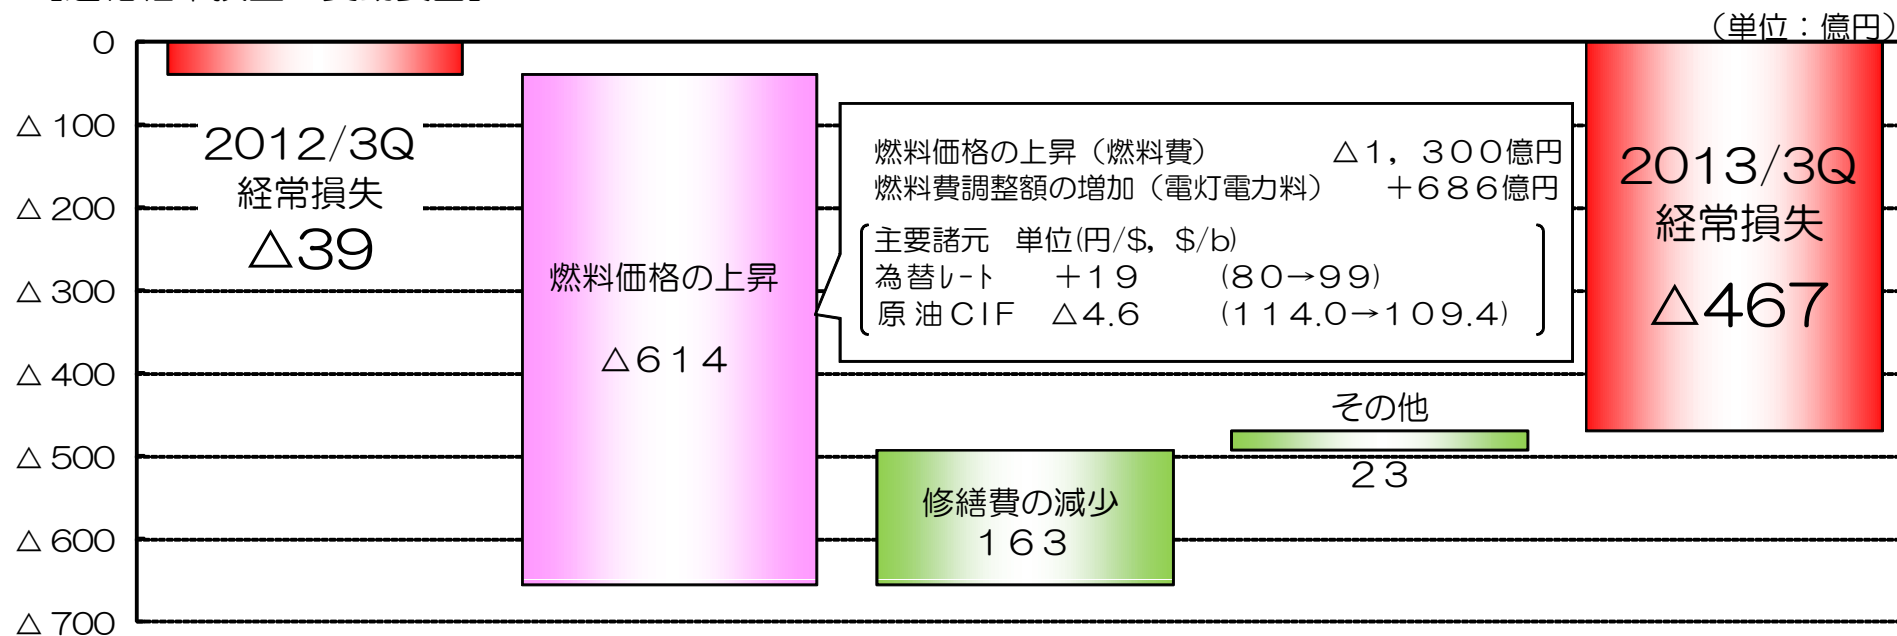 （単位：億円）
0
△100
△200
△300
△400
△500
△600
△700
2012/3Q
経常損失
△39
燃料価格の上昇
△６１４
燃料価格の上昇（燃料費）　△１，３００億円
燃料費調整額の増加（電灯電力料）　＋６８６億円
主要諸元　単位(円/$，$/b)
為替ﾚｰﾄ　＋１９　（８０→９９）
原油ＣＩＦ　△４.６　（１１４.０→１０９.４）
修繕費の減少
１６３
その他
２３
2013/3Q
経常損失
△467